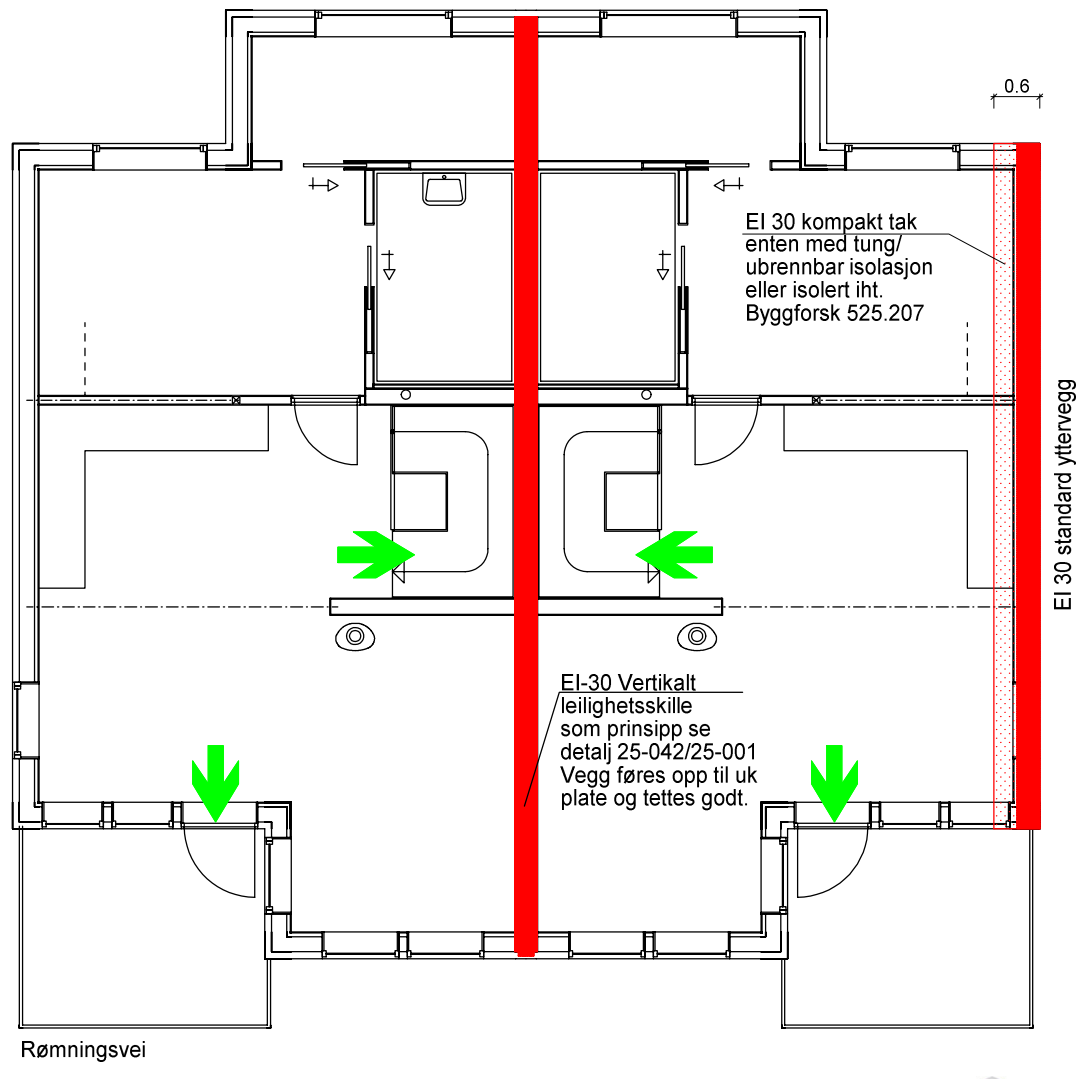 0.6
EI 30 kompakt tak
enten med tung/
ubrennbar isolasjon
eller isolert iht.
Byggforsk 525.207
EI 30 standard yttervegg
EI-30 Vertikalt
leilighetsskille
som prinsipp se
detalj 25-042/25-001
Vegg føres opp til uk
plate og tettes godt.
Rømningsvei